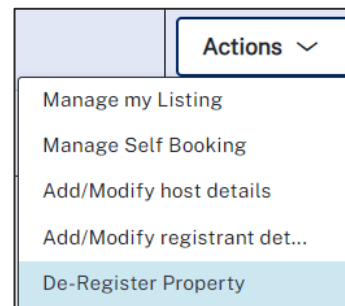 Actions
Manage my Listing
Manage Self Booking
Add/Modify host details
Add/Modify registrant det...
De-Register Property